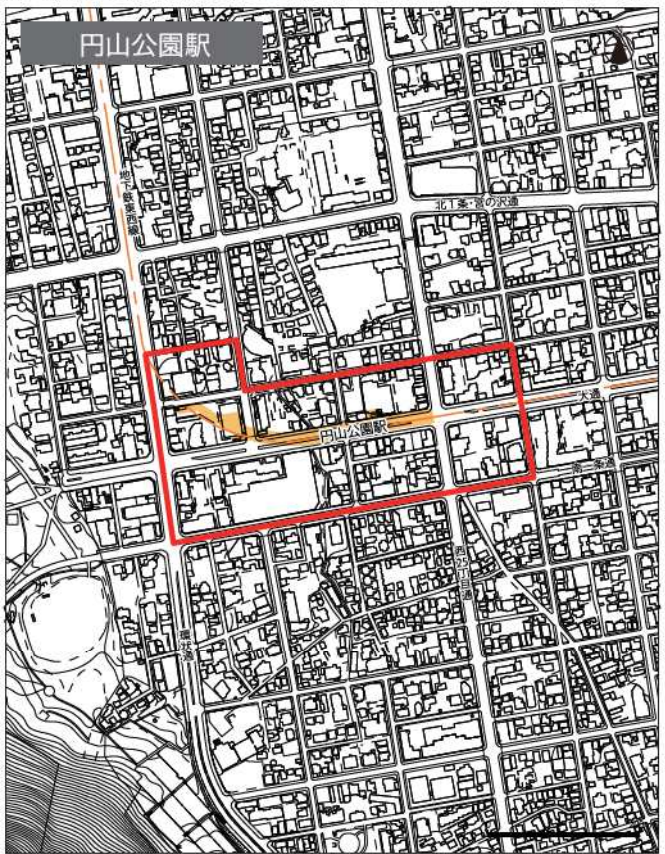 円山公園駅
地下鉄東西線
北1条・宮の沢通
大通
円山公園駅
南一条通
西25丁目通
環状通